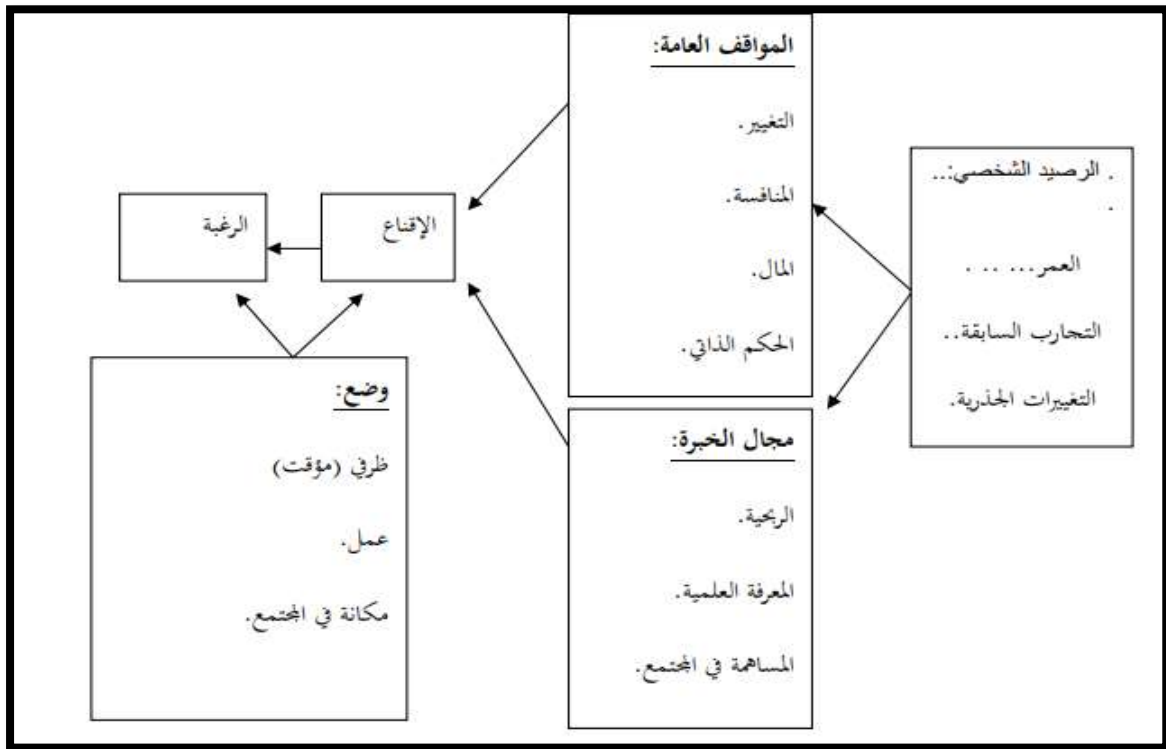 . الرصيد الشخصي:..
.
العمر... .. .
التجارب السابقة..
التغييرات الجذرية.
المواقف العامة:
التغيير.
المنافسة.
المال.
الحكم الذاتي.
مجال الخبرة:
الربحية.
المعرفة العلمية.
المساهمة في المجتمع.
الإقناع
الرغبة
وضع:
ظرفي (مؤقت)
عمل.
مكانة في المجتمع.